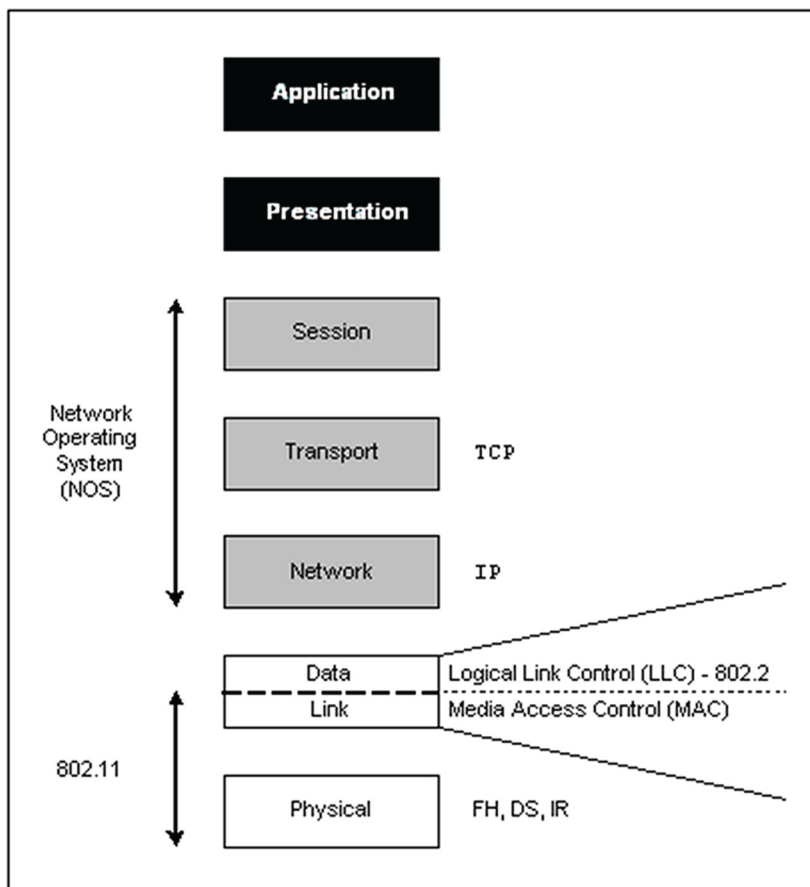 Application
Presentation
Session
Network
Operating
System
(NOS)
Transport
TCP
Network
IP
Data
Logical Link Control (LLC) - 802.2
Link
Media Access Control (MAC)
802.11
Physical
FH, DS, IR